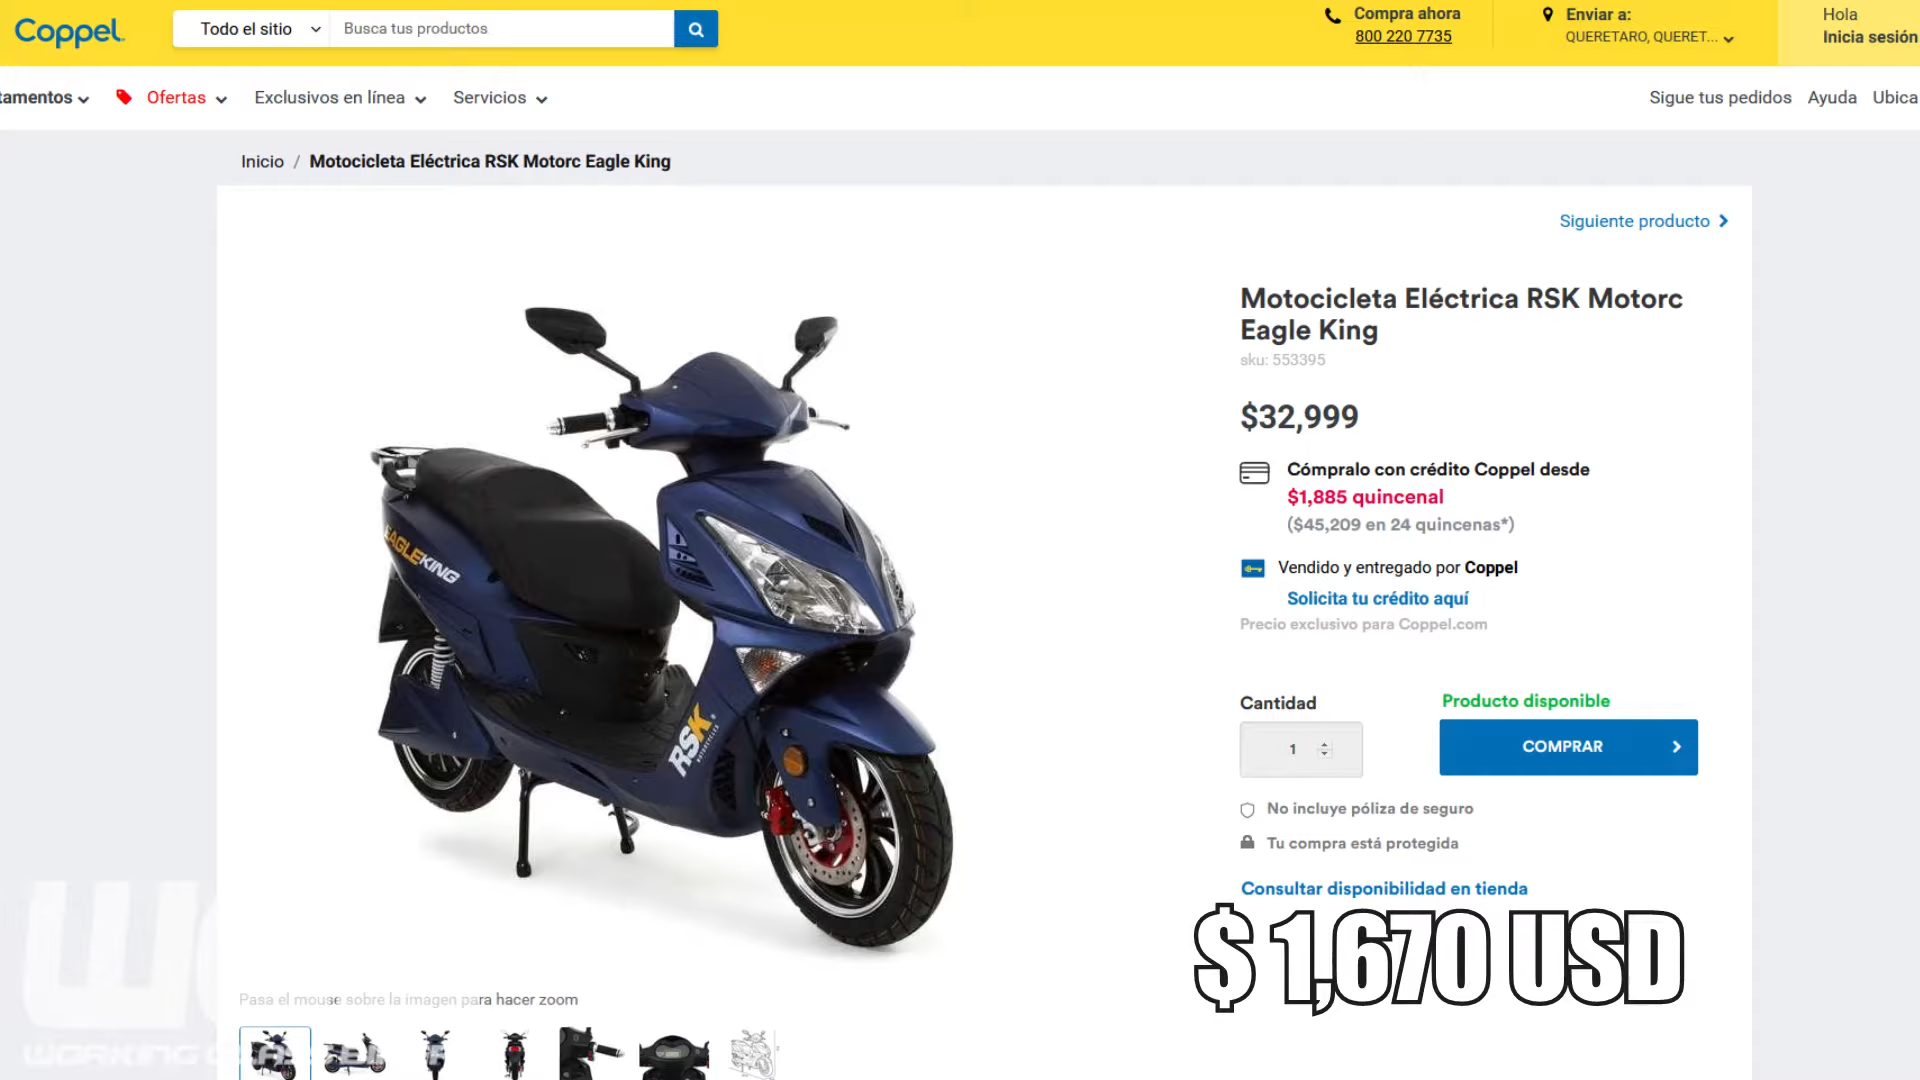 Coppel.
Todo el sitio
Busca tus productos
Compra ahora
800 220 7735
Enviar a:
QUERETARO, QUERET...
Hola
Inicia sesión
tamentos
Ofertas
Exclusivos en línea
Servicios
Sigue tus pedidos
Ayuda
Ubica
Inicio / Motocicleta Eléctrica RSK Motorc Eagle King
Siguiente producto
Motocicleta Eléctrica RSK Motorc
Eagle King
sku: 553395
$32,999
Cómpralo con crédito Coppel desde
$1,885 quincenal
($45,209 en 24 quincenas*)
Vendido y entregado por Coppel
Solicita tu crédito aquí
Precio exclusivo para Coppel.com
Cantidad
Producto disponible
1
COMPRAR
No incluye póliza de seguro
Tu compra está protegida
Consultar disponibilidad en tienda
$ 1,670 USD
EAGLEKING
RSK
MOTORCYCLES
Pasa el mouse sobre la imagen para hacer zoom
WORKING